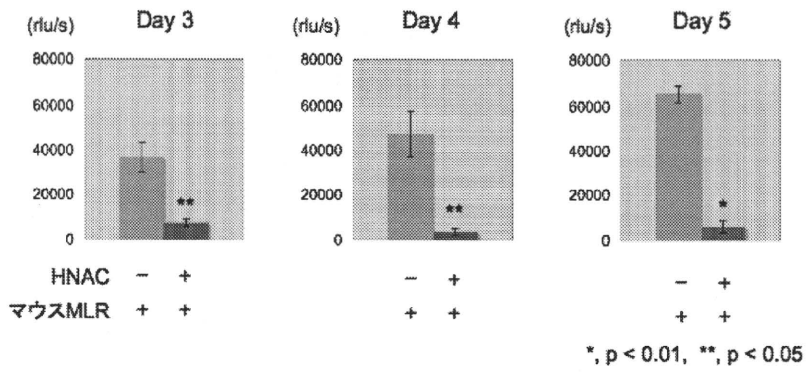 Day 3 Day 4 Day 5
(rlu/s) (rlu/s) (rlu/s)
80000 80000 80000
60000 60000 60000
40000 40000 40000
20000 20000 20000
** ** *
0 0 0
HNAC − + − + − +
マウスMLR + + + + + +
*, p < 0.01, **, p < 0.05